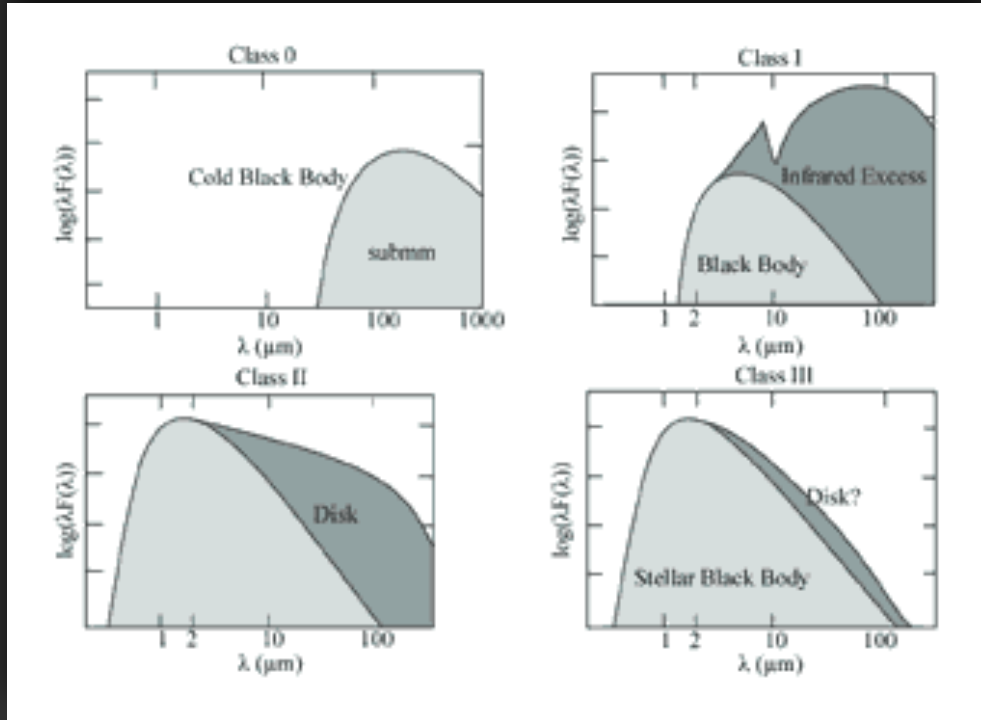 Class 0
log(λF(λ))
Cold Black Body
submm
1 10 100 1000
λ (µm)
Class I
log(λF(λ))
Infrared Excess
Black Body
1 2 10 100
λ (µm)
Class II
log(λF(λ))
Disk
1 2 10 100
λ (µm)
Class III
log(λF(λ))
Disk?
Stellar Black Body
1 2 10 100
λ (µm)